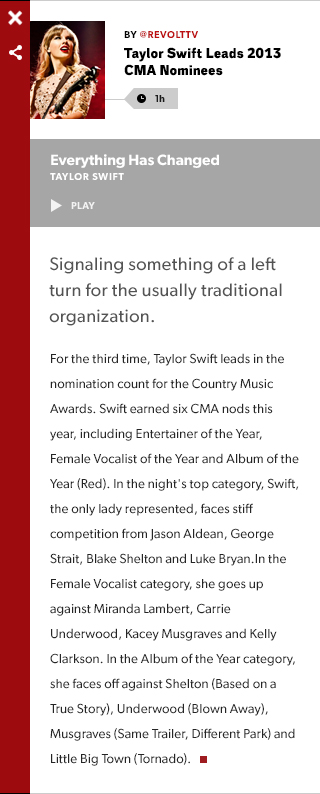 BY @REVOLTTV
Taylor Swift Leads 2013
CMA Nominees
1h
Everything Has Changed
TAYLOR SWIFT
PLAY
Signaling something of a left
turn for the usually traditional
organization.
For the third time, Taylor Swift leads in the
nomination count for the Country Music
Awards. Swift earned six CMA nods this
year, including Entertainer of the Year,
Female Vocalist of the Year and Album of the
Year (Red). In the night's top category, Swift,
the only lady represented, faces stiff
competition from Jason Aldean, George
Strait, Blake Shelton and Luke Bryan.In the
Female Vocalist category, she goes up
against Miranda Lambert, Carrie
Underwood, Kacey Musgraves and Kelly
Clarkson. In the Album of the Year category,
she faces off against Shelton (Based on a
True Story), Underwood (Blown Away),
Musgraves (Same Trailer, Different Park) and
Little Big Town (Tornado).